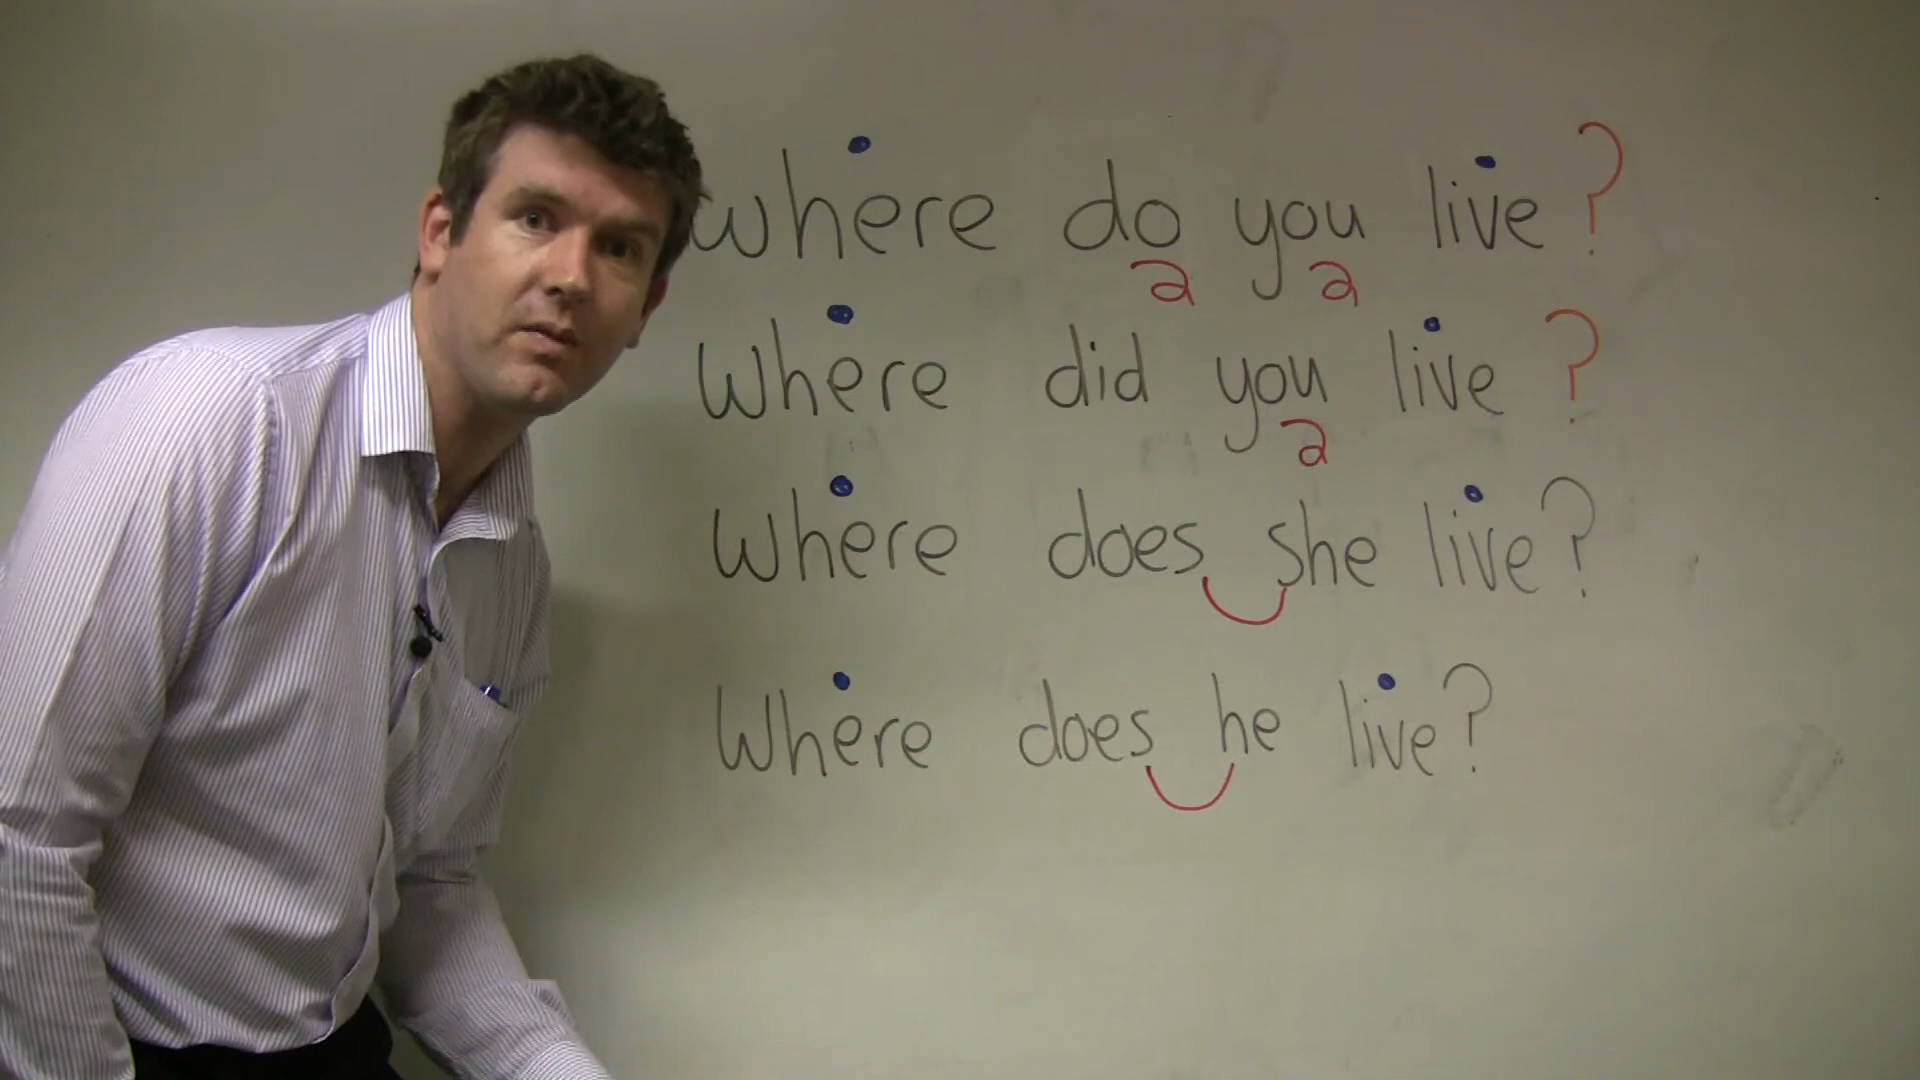 where do you live?
ə ə
Where did you live?
ə
Where does she live?
Where does he live?